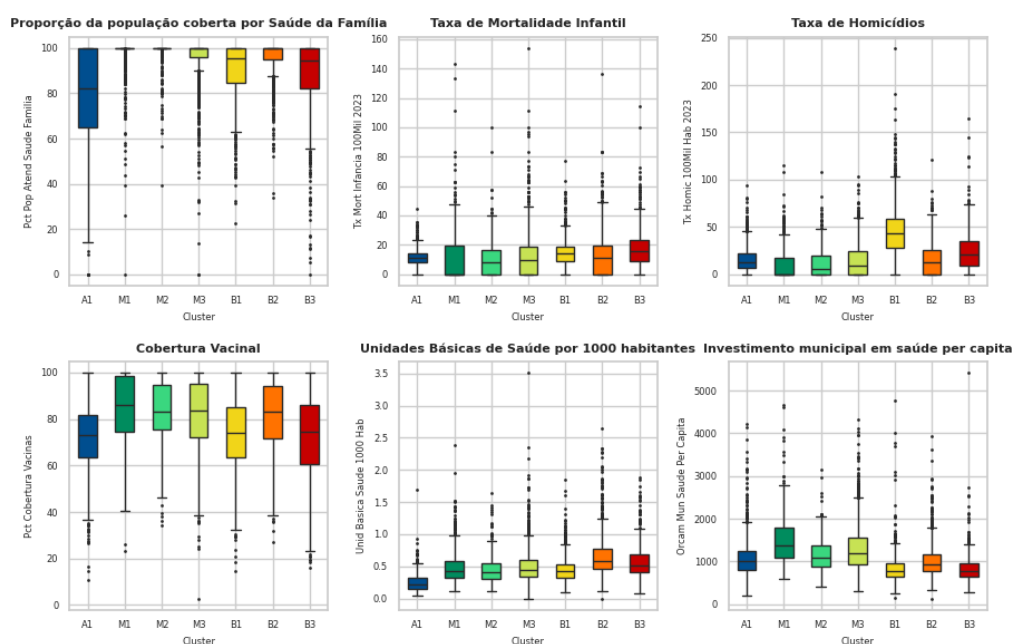 Proporção da população coberta por Saúde da Família
Pct Pop Atend Saude Familia
100
80
60
40
20
0
A1 M1 M2 M3 B1 B2 B3
Cluster
Taxa de Mortalidade Infantil
Tx Mort Infancia 100Mil 2023
160
140
120
100
80
60
40
20
0
A1 M1 M2 M3 B1 B2 B3
Cluster
Taxa de Homicídios
Tx Homic 100Mil Hab 2023
250
200
150
100
50
0
A1 M1 M2 M3 B1 B2 B3
Cluster
Cobertura Vacinal
Pct Cobertura Vacinas
100
80
60
40
20
0
A1 M1 M2 M3 B1 B2 B3
Cluster
Unidades Básicas de Saúde por 1000 habitantes
Unid Basica Saude 1000 Hab
3.5
3.0
2.5
2.0
1.5
1.0
0.5
0.0
A1 M1 M2 M3 B1 B2 B3
Cluster
Investimento municipal em saúde per capita
Orcam Mun Saude Per Capita
5000
4000
3000
2000
1000
0
A1 M1 M2 M3 B1 B2 B3
Cluster